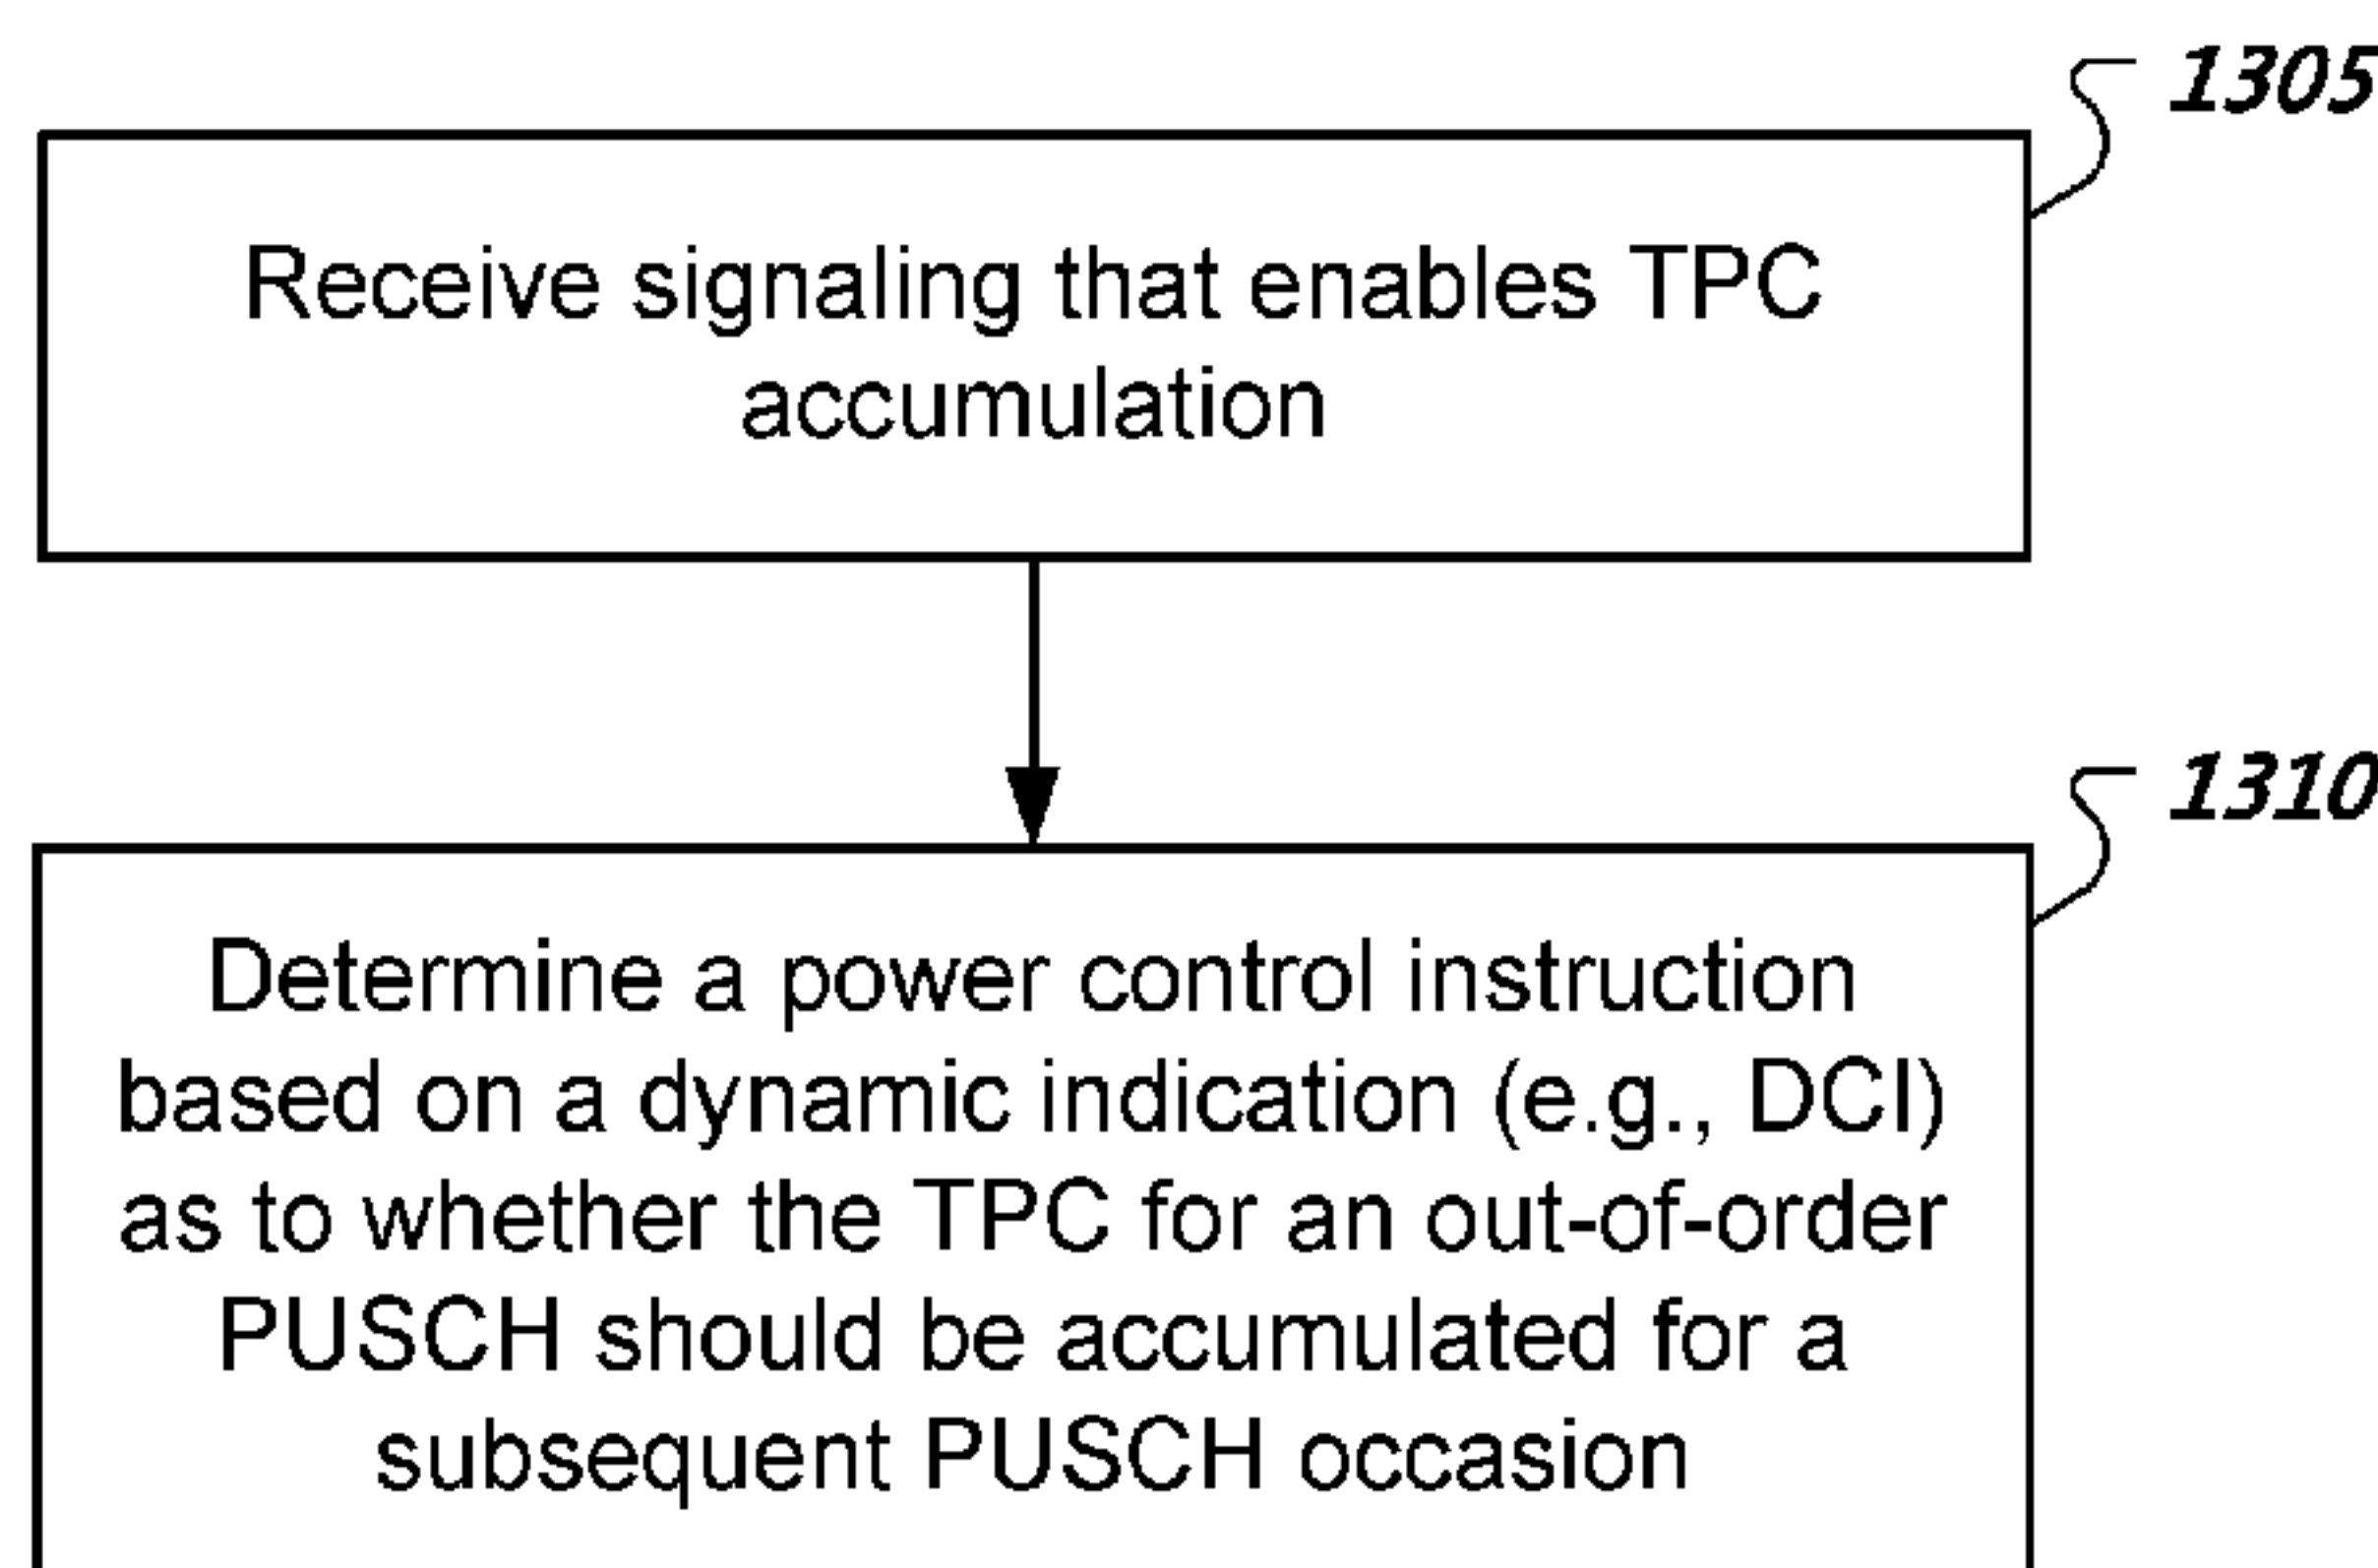 1305
Receive signaling that enables TPC
accumulation
1310
Determine a power control instruction
based on a dynamic indication (e.g., DCI)
as to whether the TPC for an out-of-order
PUSCH should be accumulated for a
subsequent PUSCH occasion